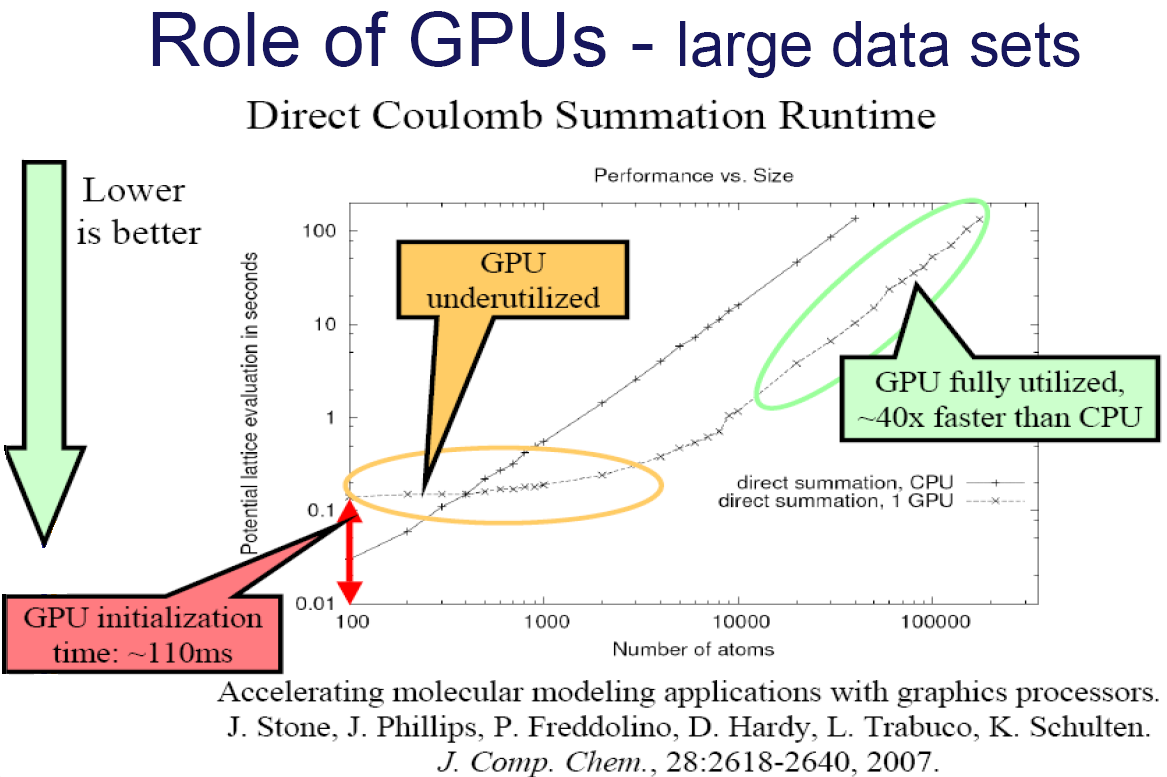 Role of GPUs - large data sets
Direct Coulomb Summation Runtime
Lower
is better
Performance vs. Size
Potential lattice evaluation in seconds
100
10
1
0.1
0.01
GPU
underutilized
GPU fully utilized,
~40x faster than CPU
direct summation, CPU
direct summation, 1 GPU
GPU initialization
time: ~110ms
100
1000
10000
100000
Number of atoms
Accelerating molecular modeling applications with graphics processors.
J. Stone, J. Phillips, P. Freddolino, D. Hardy, L. Trabuco, K. Schulten.
J. Comp. Chem., 28:2618-2640, 2007.